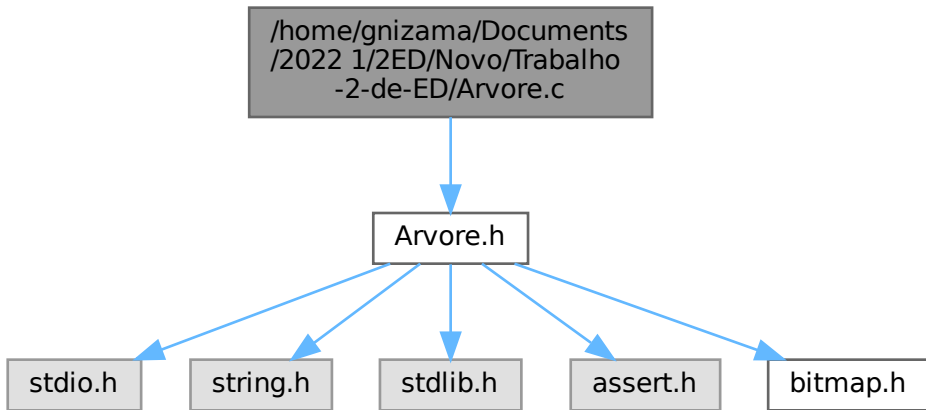 /home/gnizama/Documents
/2022 1/2ED/Novo/Trabalho
-2-de-ED/Arvore.c
Arvore.h
stdio.h
string.h
stdlib.h
assert.h
bitmap.h